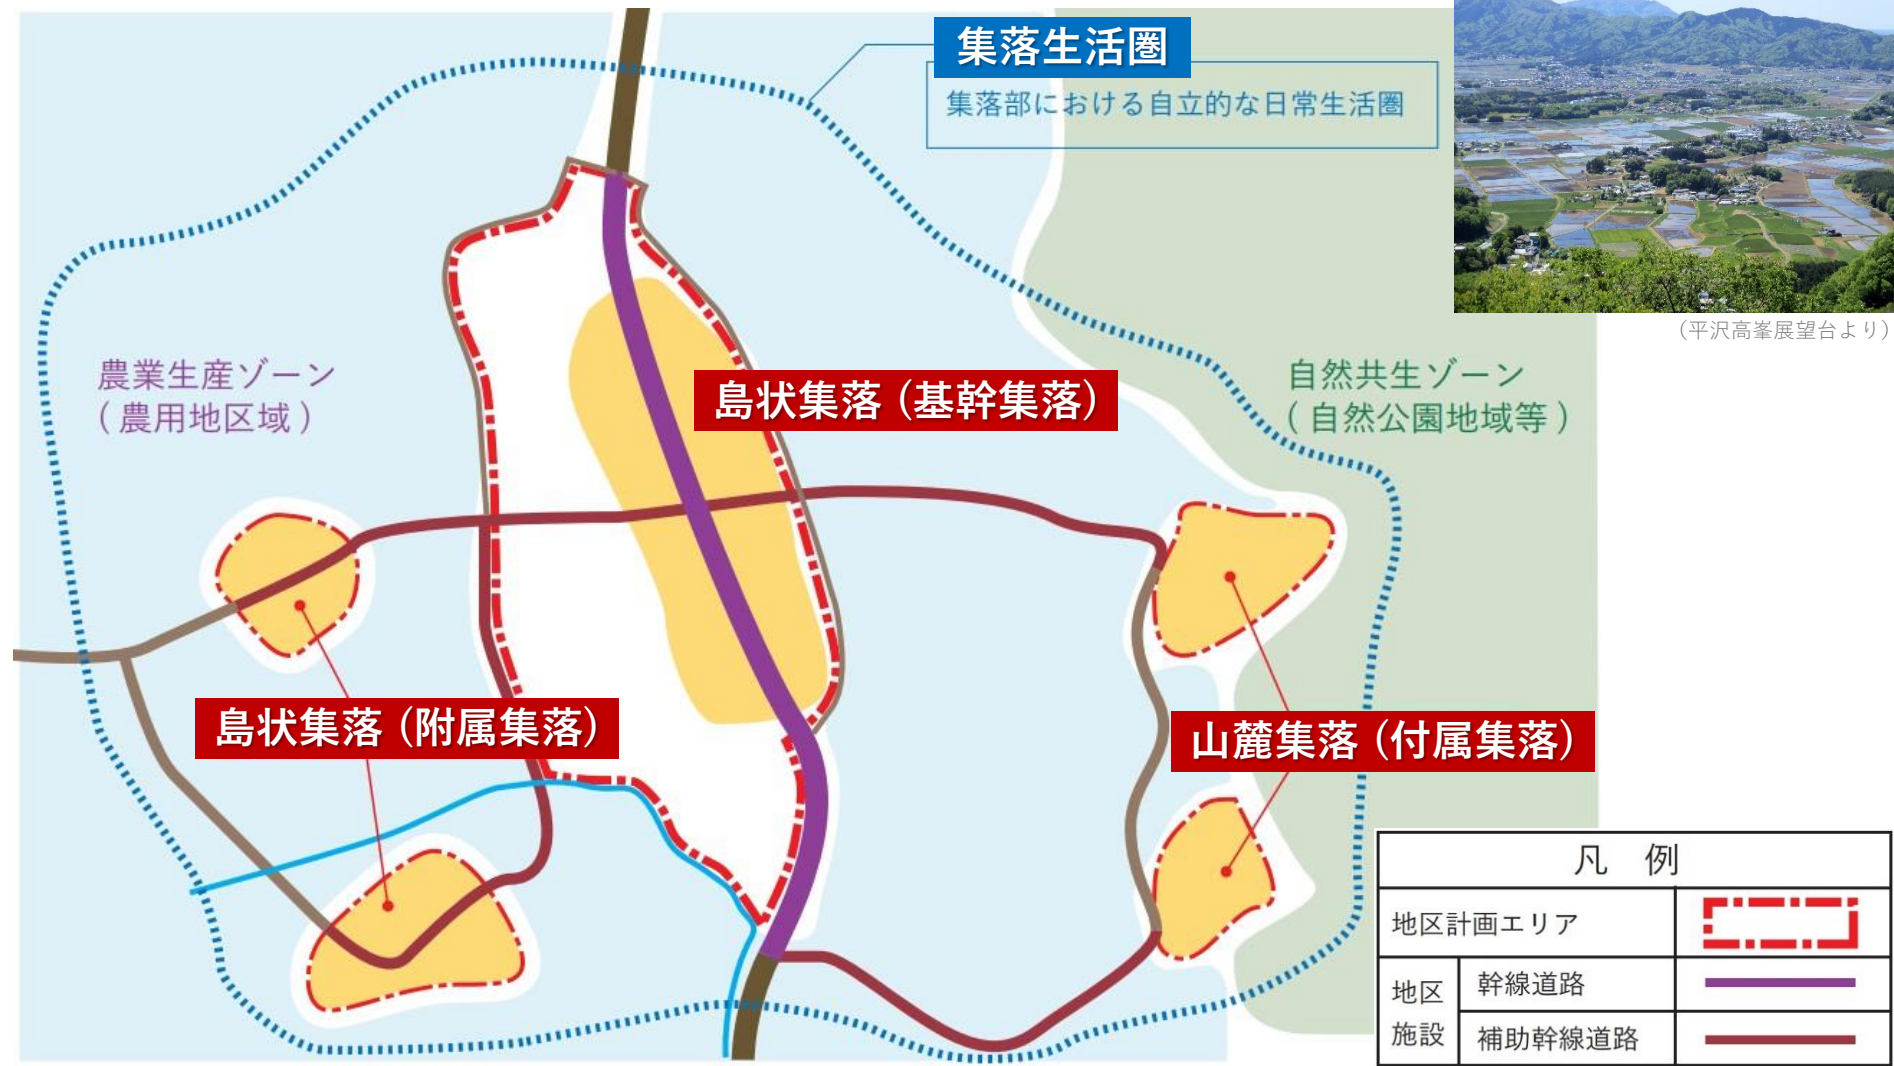 集落生活圏
集落部における自立的な日常生活圏
(平沢高峯展望台より)
農業生産ゾーン
(農用地区域)
島状集落(基幹集落)
自然共生ゾーン
(自然公園地域等)
島状集落(附属集落)
山麓集落(付属集落)
凡 例
地区計画エリア
地区
施設
幹線道路
補助幹線道路